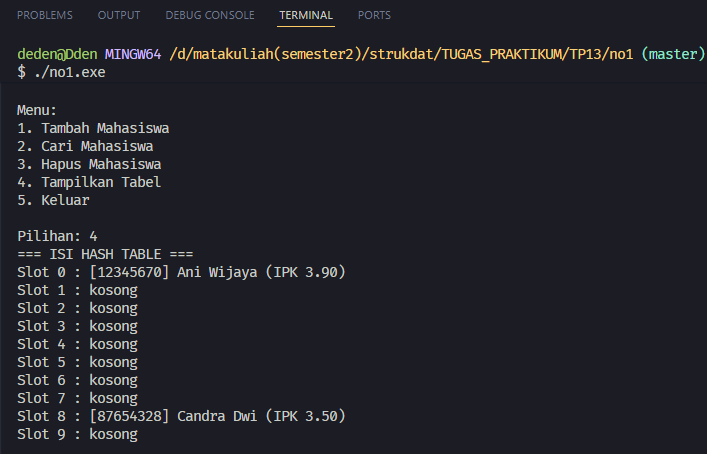 PROBLEMS OUTPUT DEBUG CONSOLE TERMINAL PORTS
deden@Dden MINGW64 /d/matakuliah(semester2)/strukdat/TUGAS_PRAKTIKUM/TP13/no1 (master)
$ ./no1.exe
Menu:
1. Tambah Mahasiswa
2. Cari Mahasiswa
3. Hapus Mahasiswa
4. Tampilkan Tabel
5. Keluar
Pilihan: 4
=== ISI HASH TABLE ===
Slot 0 : [12345670] Ani Wijaya (IPK 3.90)
Slot 1 : kosong
Slot 2 : kosong
Slot 3 : kosong
Slot 4 : kosong
Slot 5 : kosong
Slot 6 : kosong
Slot 7 : kosong
Slot 8 : [87654328] Candra Dwi (IPK 3.50)
Slot 9 : kosong